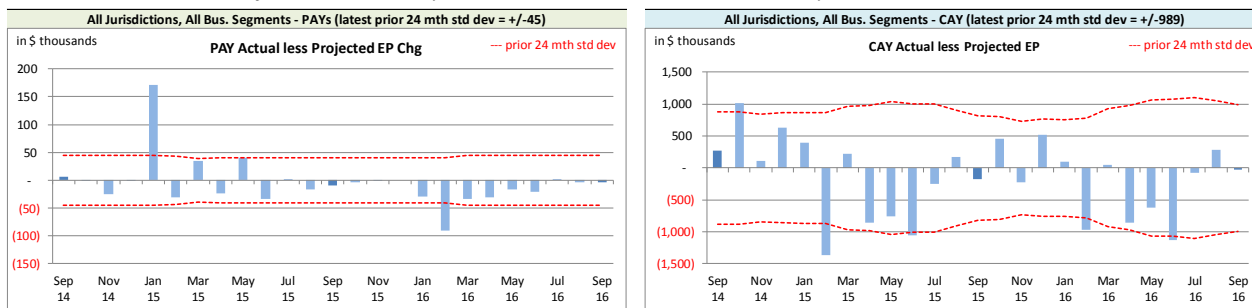 All Jurisdictions, All Bus. Segments - PAYs (latest prior 24 mth std dev = +/-45)
in $ thousands
PAY Actual less Projected EP Chg
--- prior 24 mth std dev
200
150
100
50
-
(50)
(100)
(150)
Sep Nov Jan Mar May Jul Sep Nov Jan Mar May Jul Sep
14 14 15 15 15 15 15 15 16 16 16 16 16
All Jurisdictions, All Bus. Segments - CAY (latest prior 24 mth std dev = +/-989)
in $ thousands
CAY Actual less Projected EP
--- prior 24 mth std dev
1,500
1,000
500
-
(500)
(1,000)
(1,500)
Sep Nov Jan Mar May Jul Sep Nov Jan Mar May Jul Sep
14 14 15 15 15 15 15 15 16 16 16 16 16